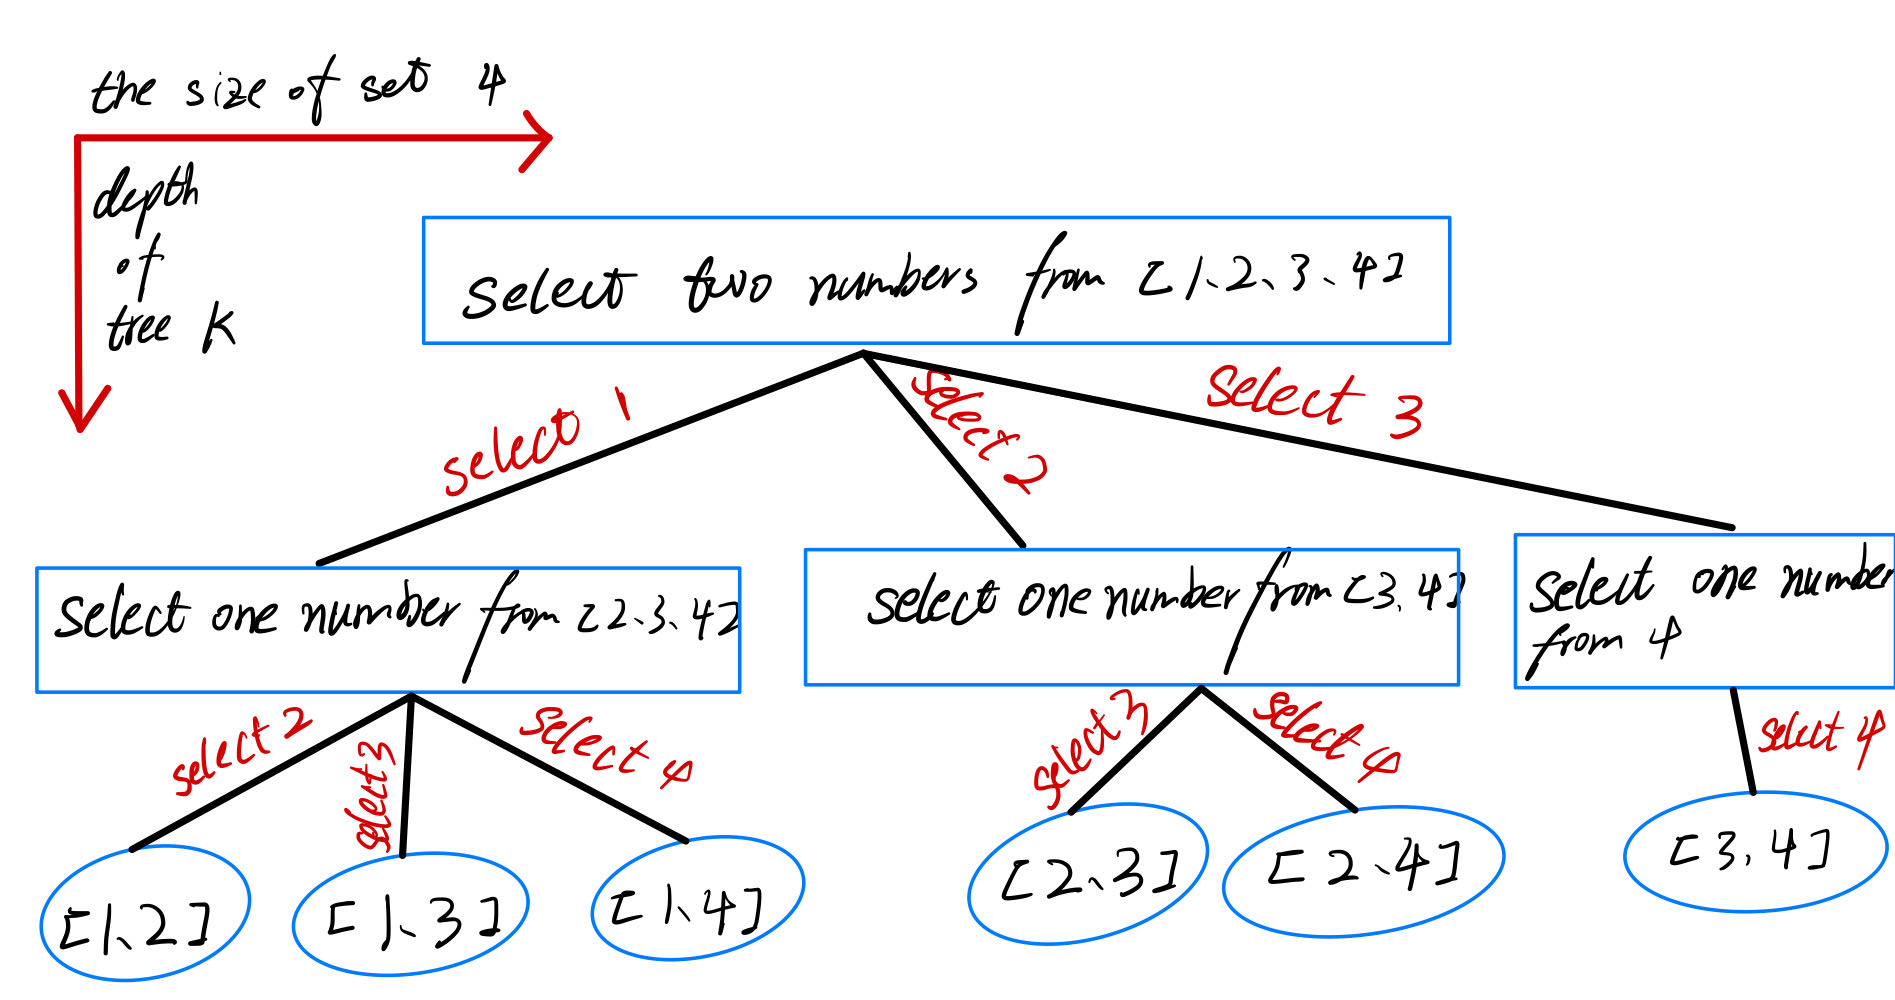 the size of set 4
depth
of
tree k
select two numbers from [1、2、3、4]
select 1
select 2
select 3
select one number from [2、3、4]
select one number from [3、4]
select one number
from 4
select 2
select 3
select 4
select 3
select 4
select 4
[1、2]
[1、3]
[1、4]
[2、3]
[2、4]
[3、4]